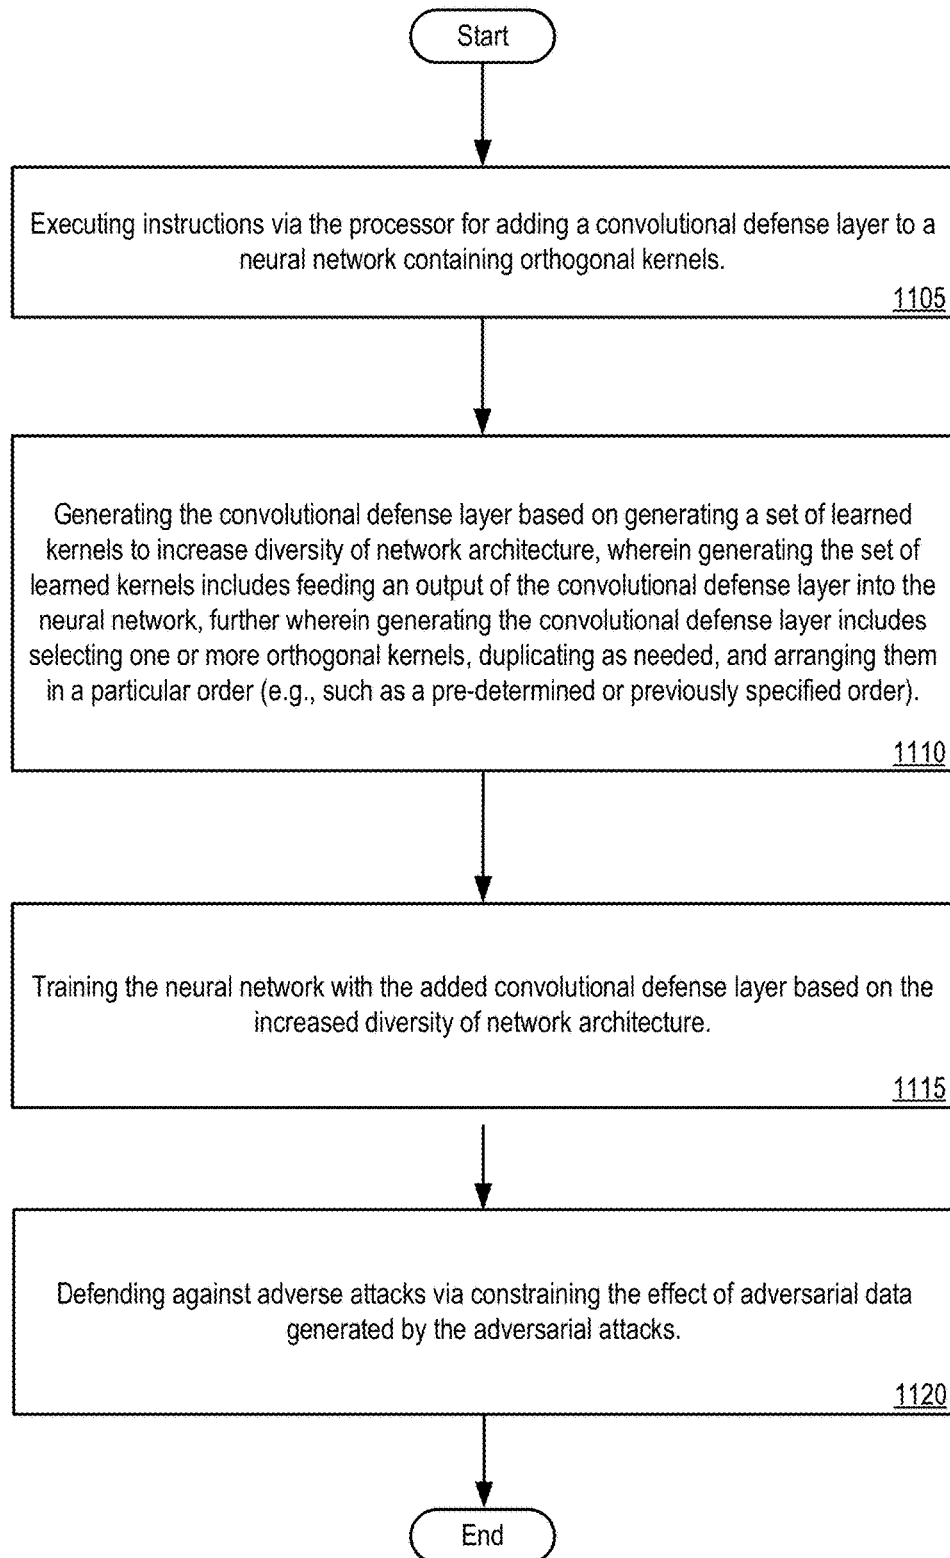 Start
Executing instructions via the processor for adding a convolutional defense layer to a
neural network containing orthogonal kernels.
1105
Generating the convolutional defense layer based on generating a set of learned
kernels to increase diversity of network architecture, wherein generating the set of
learned kernels includes feeding an output of the convolutional defense layer into the
neural network, further wherein generating the convolutional defense layer includes
selecting one or more orthogonal kernels, duplicating as needed, and arranging them
in a particular order (e.g., such as a pre-determined or previously specified order).
1110
Training the neural network with the added convolutional defense layer based on the
increased diversity of network architecture.
1115
Defending against adverse attacks via constraining the effect of adversarial data
generated by the adversarial attacks.
1120
End